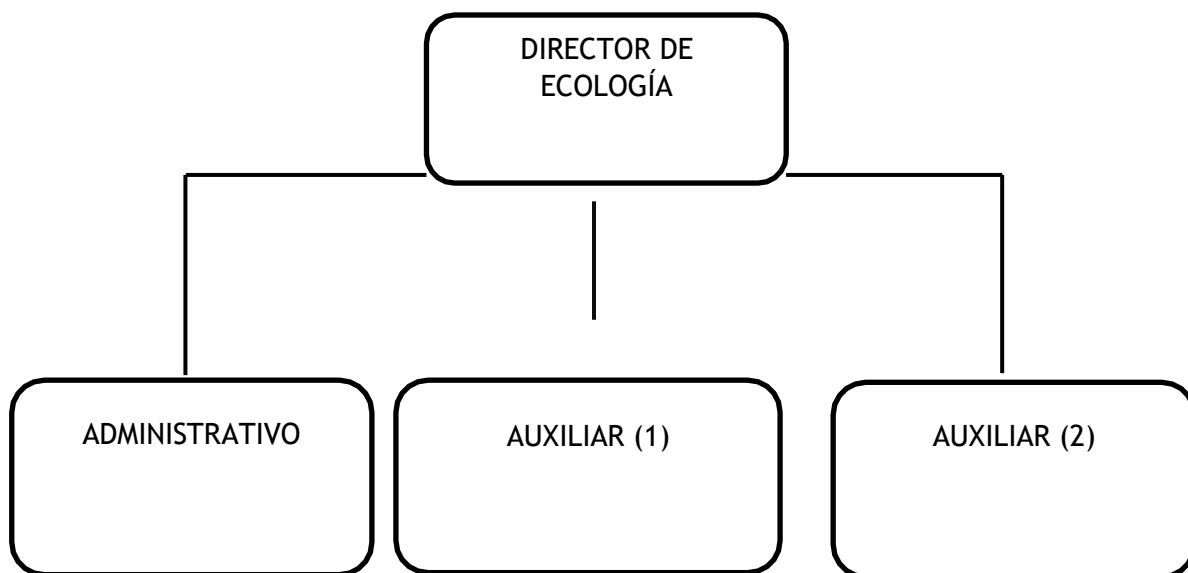 DIRECTOR DE
ECOLOGÍA
ADMINISTRATIVO
AUXILIAR (1)
AUXILIAR (2)